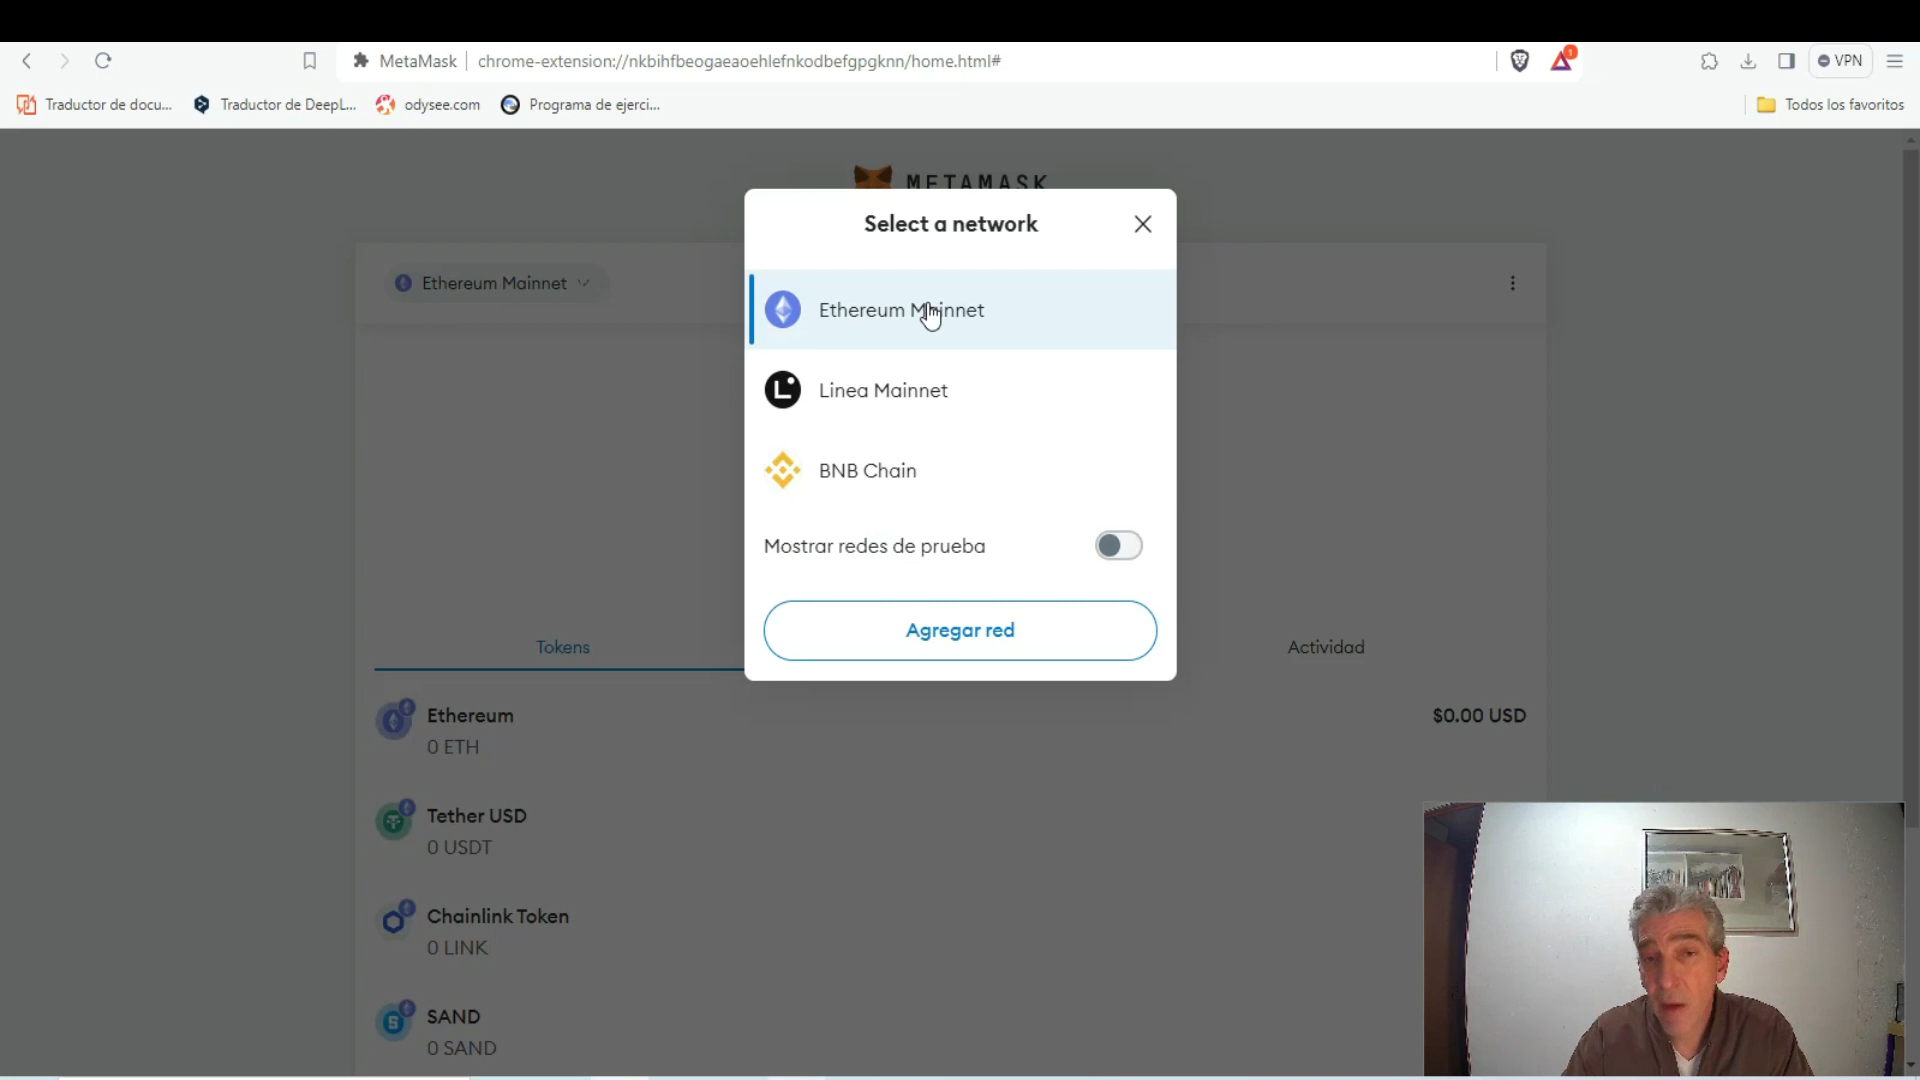 MetaMask
chrome-extension://nkbihfbeogaeaoehlefnkodbefgpgknn/home.html#
1
VPN
Traductor de docu...
Traductor de DeepL...
odysee.com
Programa de ejerci...
Todos los favoritos
METAMASK
Select a network
Ethereum Mainnet
Ethereum Mainnet
Linea Mainnet
BNB Chain
Mostrar redes de prueba
Agregar red
Tokens
Actividad
Ethereum
$0.00 USD
0 ETH
Tether USD
0 USDT
Chainlink Token
0 LINK
SAND
0 SAND